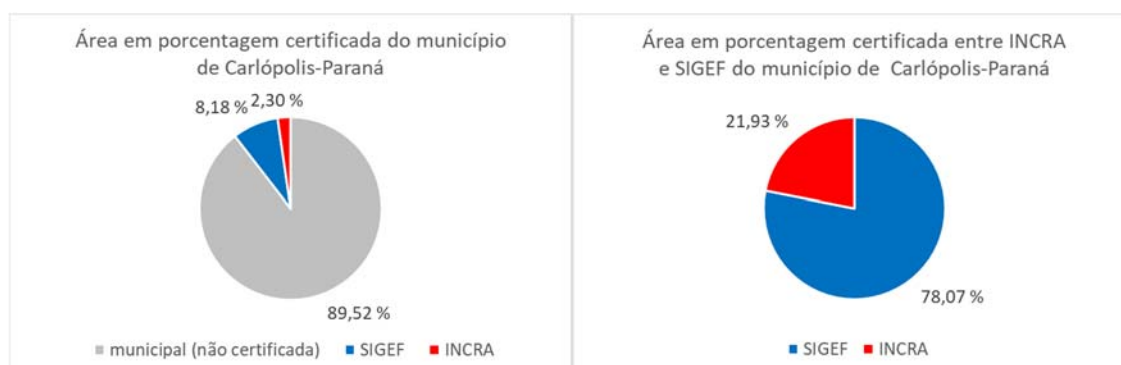 Área em porcentagem certificada do município
de Carlópolis-Paraná
8,18 %
2,30 %
89,52 %
municipal (não certificada) SIGEF INCRA
Área em porcentagem certificada entre INCRA
e SIGEF do município de Carlópolis-Paraná
21,93 %
78,07 %
SIGEF INCRA